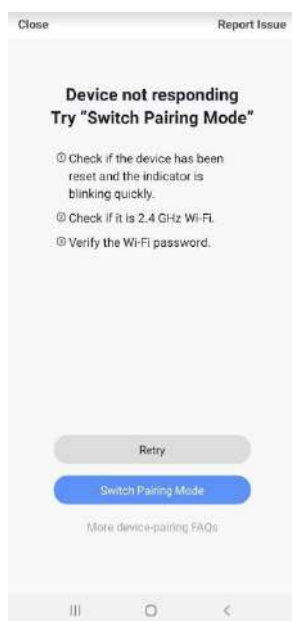 Close Report Issue
Device not responding
Try “Switch Pairing Mode”
① Check if the device has been
reset and the indicator is
blinking quickly.
② Check if it is 2.4 GHz Wi-Fi.
③ Verify the Wi-Fi password.
Retry
Switch Pairing Mode
More device-pairing FAQs